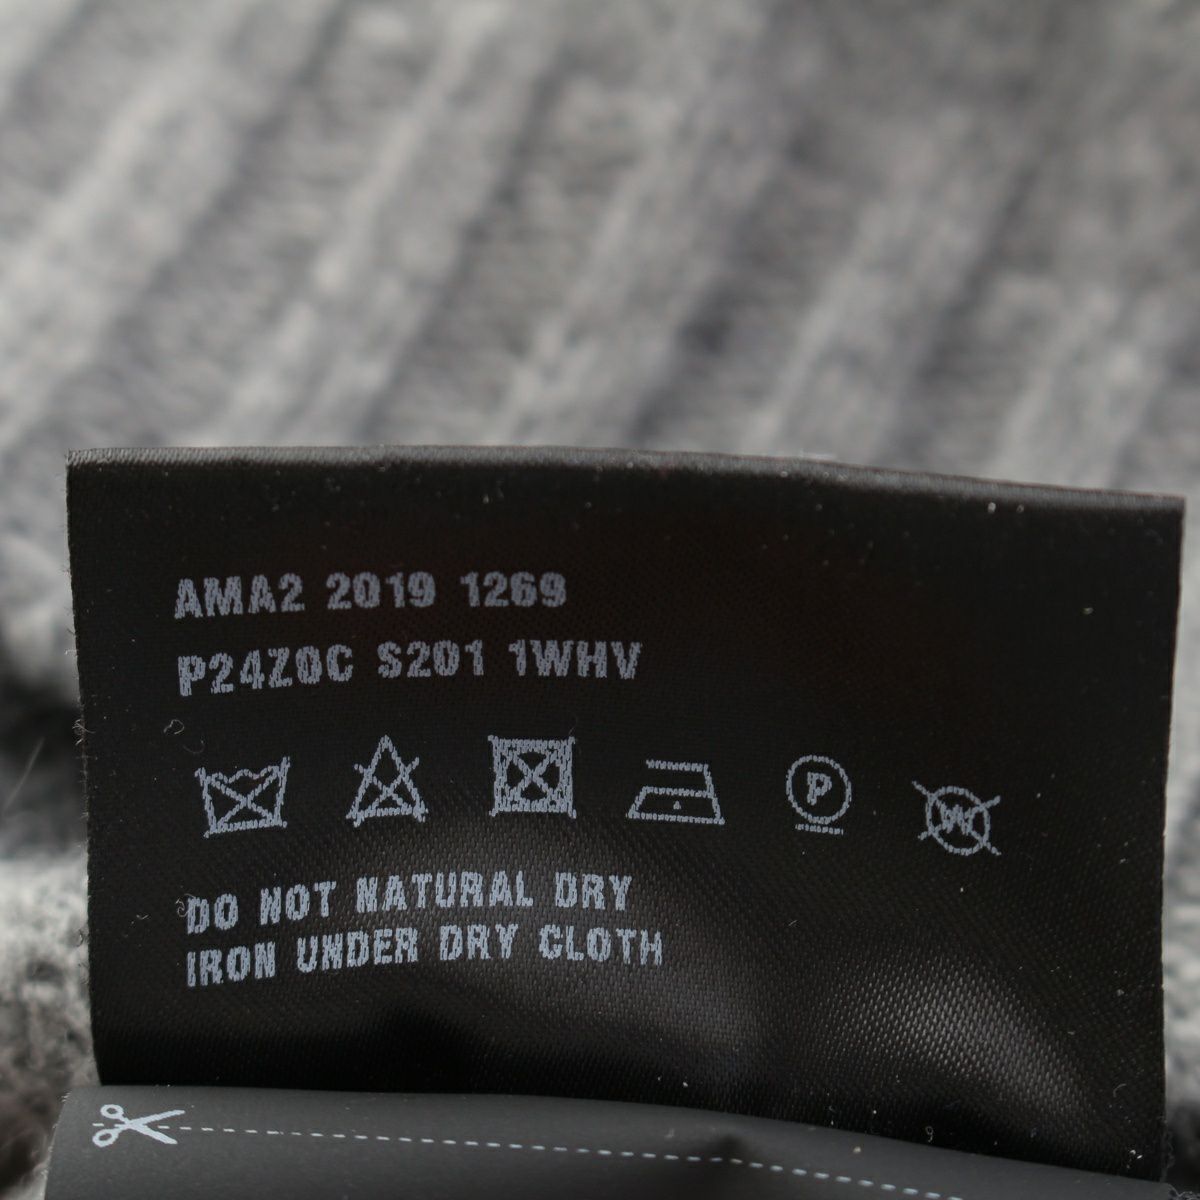 AMA2 2019 1269
P24Z0C S201 1WHV
P
W
DO NOT NATURAL DRY
IRON UNDER DRY CLOTH